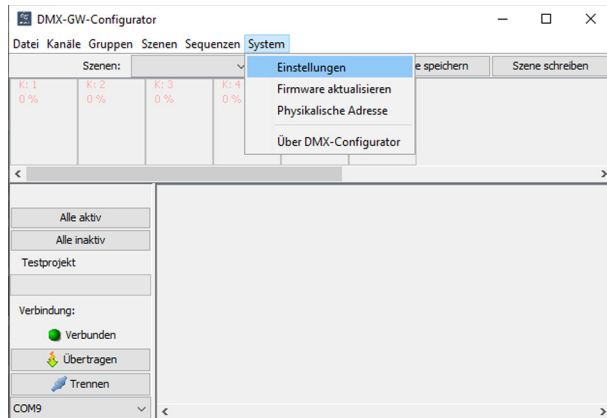 DMX-GW-Configurator
Datei Kanäle Gruppen Szenen Sequenzen System
Szenen:
e speichern
Szene schreiben
Einstellungen
Firmware aktualisieren
Physikalische Adresse
Über DMX-Configurator
K: 1 K: 2 K: 3 K: 4
0 % 0 % 0 % 0 %
Alle aktiv
Alle inaktiv
Testprojekt
Verbindung:
Verbunden
Übertragen
Trennen
COM9